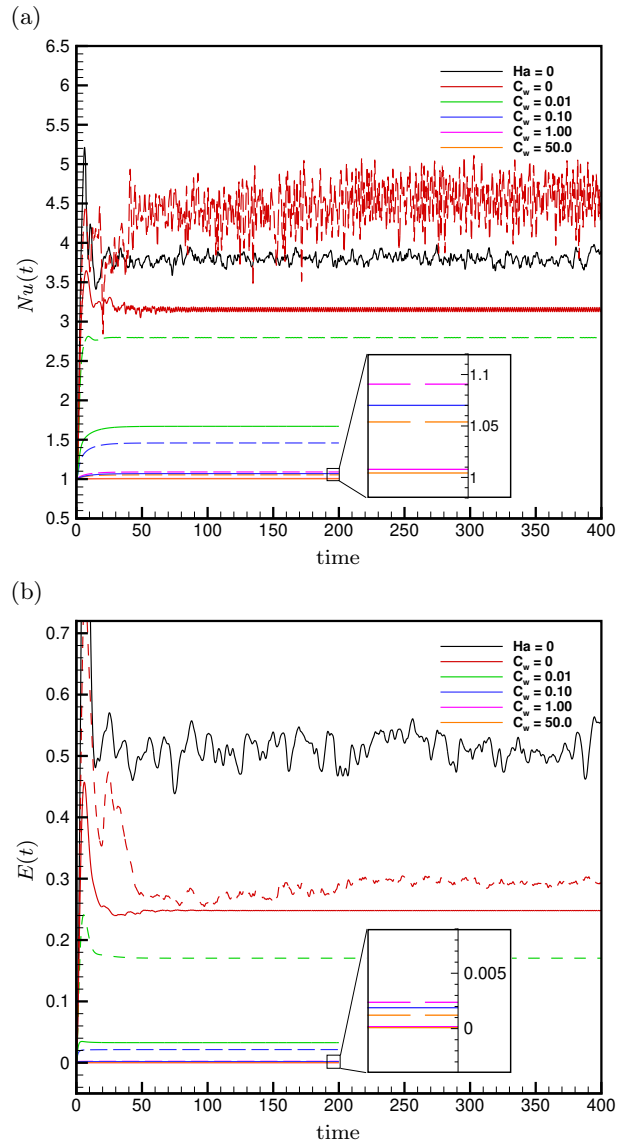 (a)
6.5
6
5.5
5
4.5
4
3.5
3
2.5
2
1.5
1
0.5
Nu(t)
Ha = 0
C_w = 0
C_w = 0.01
C_w = 0.10
C_w = 1.00
C_w = 50.0
1.1
1.05
1
0 50 100 150 200 250 300 350 400
time
(b)
0.7
0.6
0.5
0.4
0.3
0.2
0.1
0
E(t)
Ha = 0
C_w = 0
C_w = 0.01
C_w = 0.10
C_w = 1.00
C_w = 50.0
0.005
0
0 50 100 150 200 250 300 350 400
time